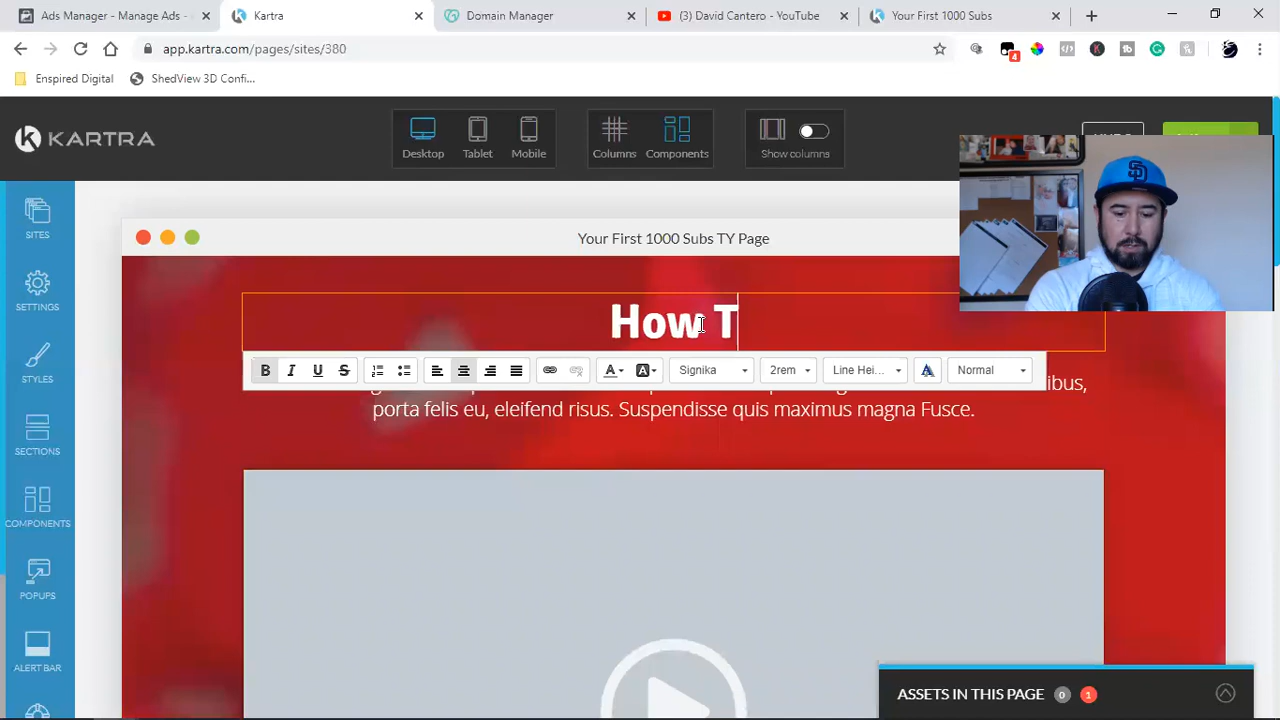 Ads Manager - Manage Ads -
Kartra
Domain Manager
(3) David Cantero - YouTube
Your First 1000 Subs
app.kartra.com/pages/sites/380
4
Enspired Digital
ShedView 3D Confi...
KARTRA
Desktop
Tablet
Mobile
Columns
Components
Show columns
SITES
SETTINGS
STYLES
SECTIONS
COMPONENTS
POPUPS
ALERT BAR
Your First 1000 Subs TY Page
How T
B I U S
Signika
2rem
Line Hei...
Normal
porta felis eu, eleifend risus. Suspendisse quis maximus magna Fusce.
ASSETS IN THIS PAGE 0 1